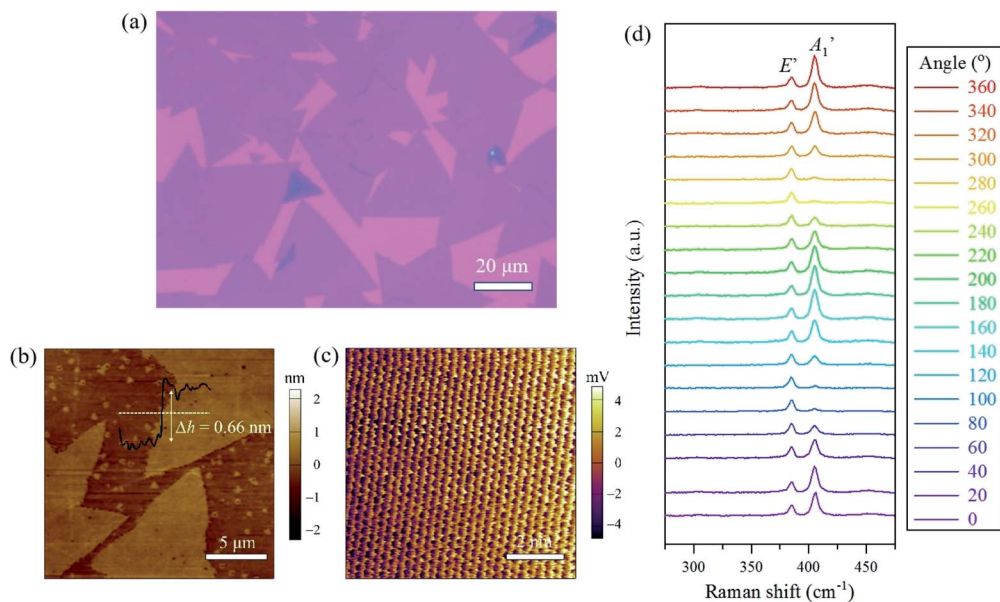 (a)
20 μm
(b)
nm
2
1
0
−1
−2
Δh = 0.66 nm
5 μm
(c)
mV
4
2
0
−2
−4
2 nm
(d)
E’
A₁’
Intensity (a.u.)
300 350 400 450
Raman shift (cm⁻¹)
Angle (º)
360
340
320
300
280
260
240
220
200
180
160
140
120
100
80
60
40
20
0